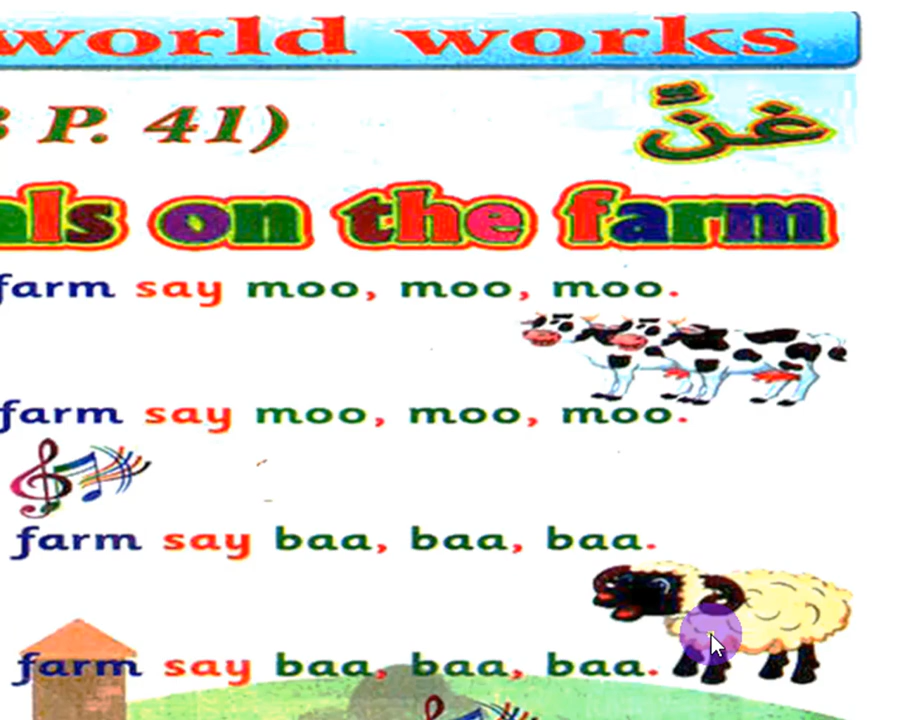 world works
P. 41)
غنِّ
als on the farm
farm say moo, moo, moo.
farm say moo, moo, moo.
farm say baa, baa, baa.
farm say baa, baa, baa.